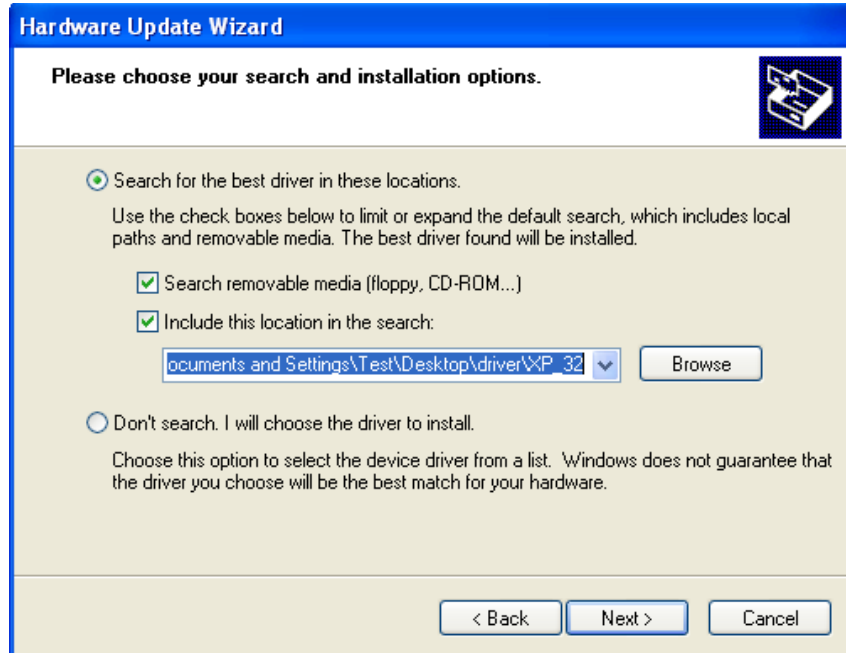 Hardware Update Wizard
Please choose your search and installation options.
Search for the best driver in these locations.
Use the check boxes below to limit or expand the default search, which includes local
paths and removable media. The best driver found will be installed.
Search removable media (floppy, CD-ROM...)
Include this location in the search:
ocuments and Settings\Test\Desktop\driver\XP_32
Browse
Don't search. I will choose the driver to install.
Choose this option to select the device driver from a list. Windows does not guarantee that
the driver you choose will be the best match for your hardware.
< Back
Next >
Cancel